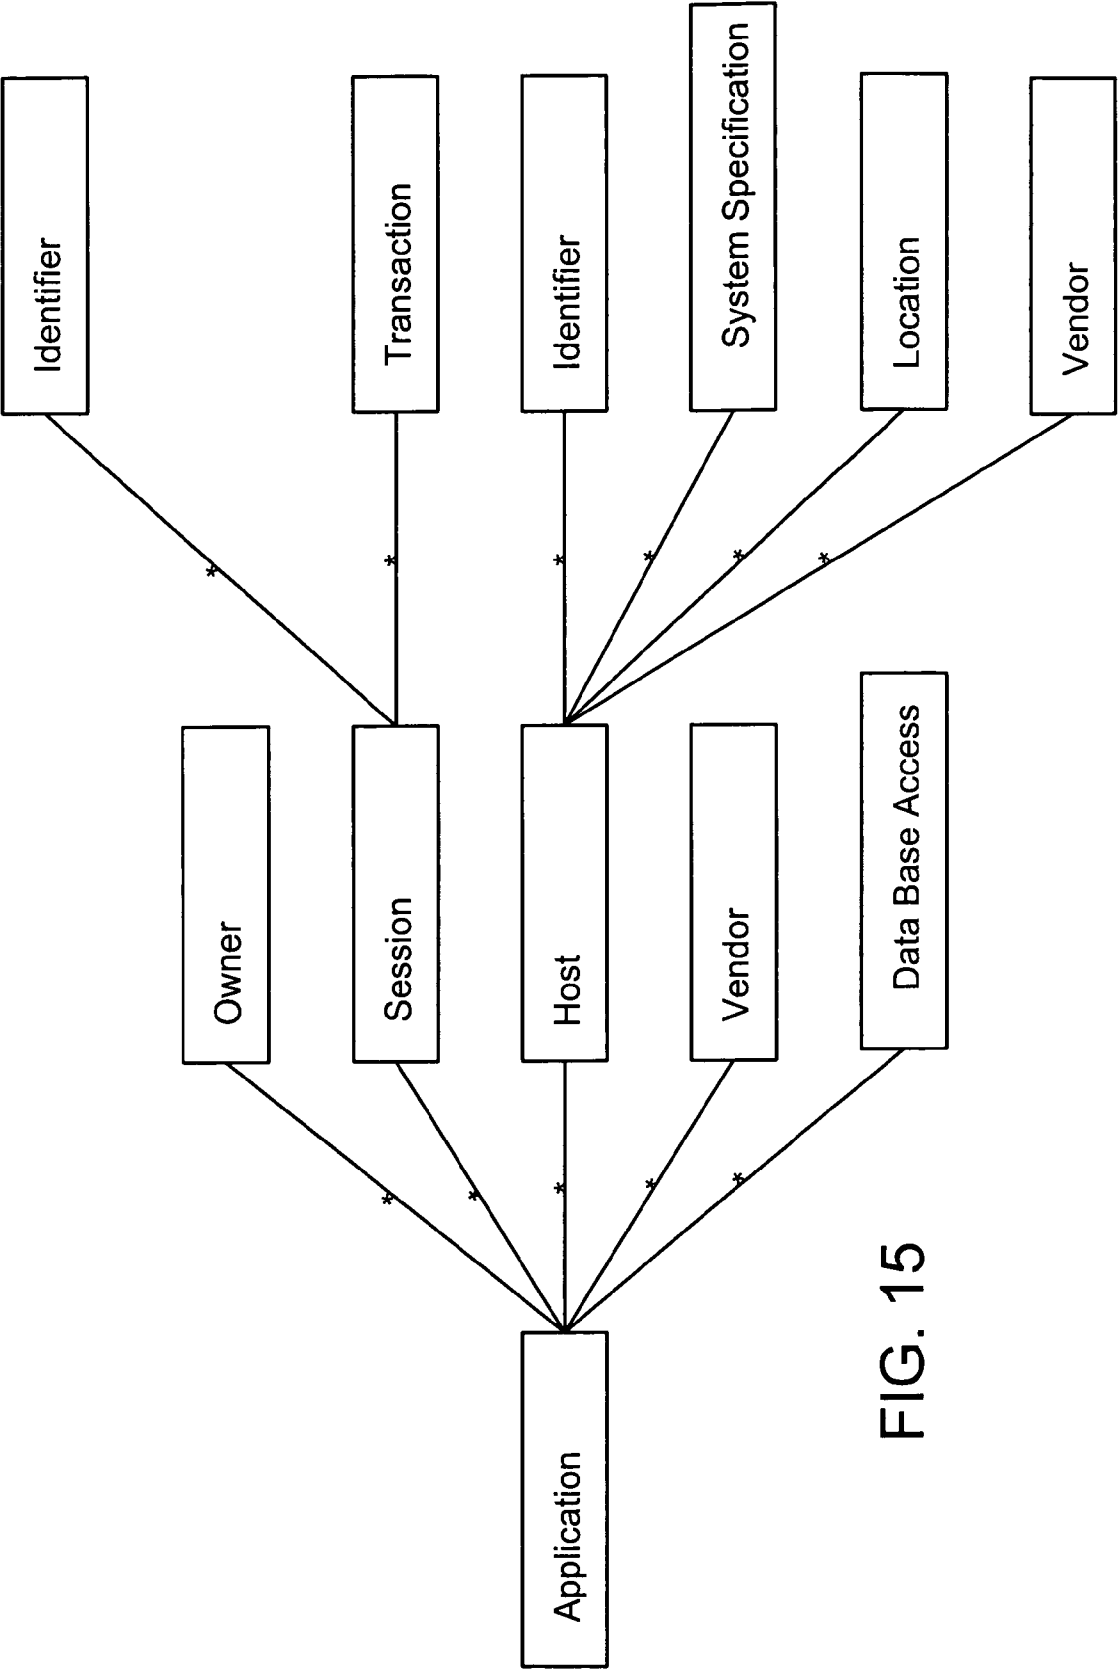 Identifier
*
Owner
*
Session
*
Transaction
*
Application
*
Host
*
Identifier
*
*
Vendor
System Specification
*
*
*
Data Base Access
Location
FIG. 15
Vendor